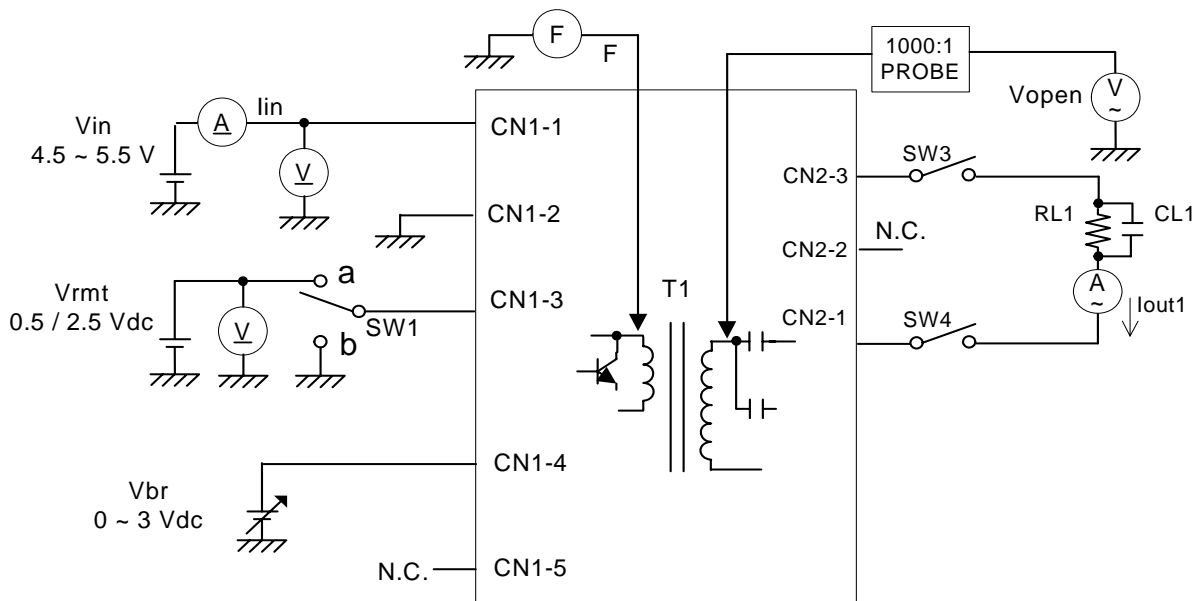 F
F
1000:1
PROBE
V
~
Vopen
Vin
4.5 ~ 5.5 V
A
Iin
V
CN1-1
CN1-2
CN2-3
SW3
RL1
CL1
N.C.
CN2-2
Vrmt
0.5 / 2.5 Vdc
V
a
b
SW1
CN1-3
T1
CN2-1
SW4
A
~
Iout1
Vbr
0 ~ 3 Vdc
CN1-4
N.C.
CN1-5